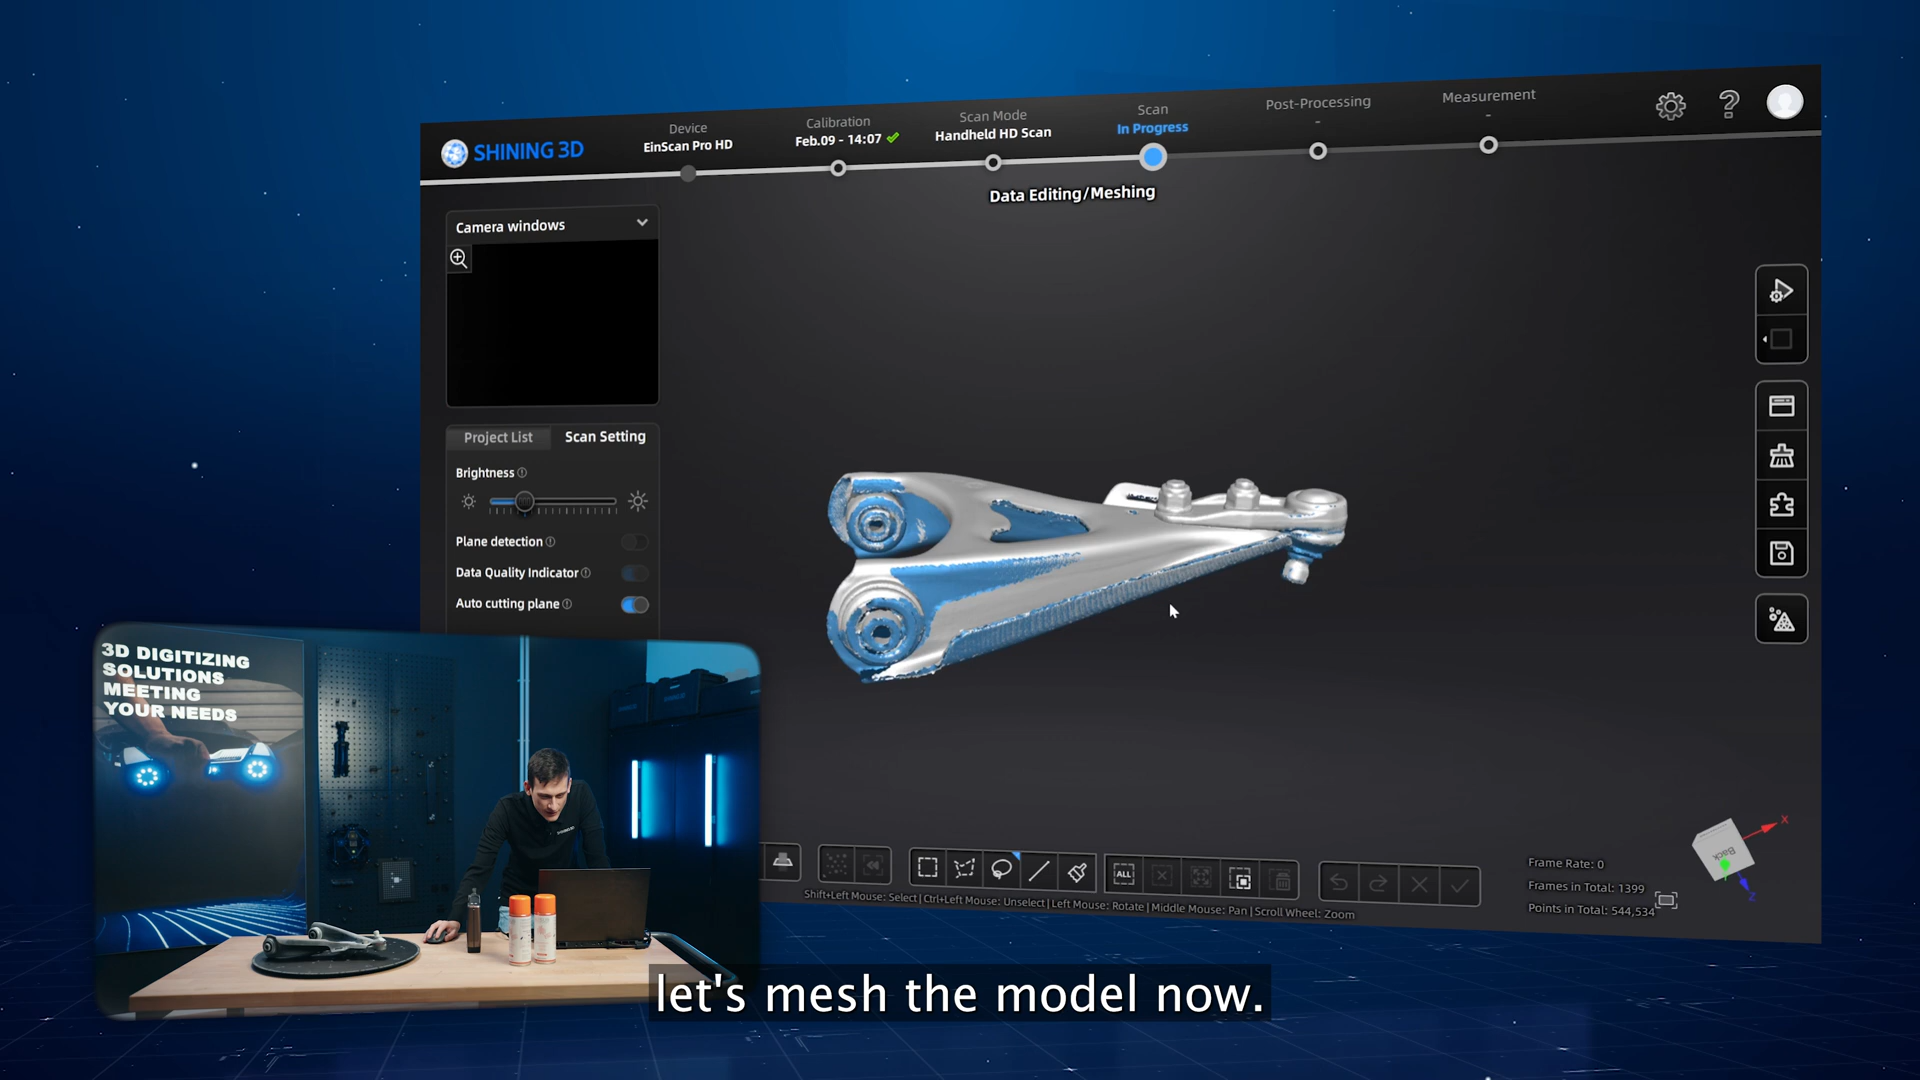 Device
EinScan Pro HD
Calibration
Feb.09 - 14:07
Scan Mode
Handheld HD Scan
Scan
In Progress
Post-Processing
-
Measurement
-
SHINING 3D
Data Editing/Meshing
Camera windows
Project List
Scan Setting
Brightness
Plane detection
Data Quality Indicator
Auto cutting plane
3D DIGITIZING
SOLUTIONS
MEETING
YOUR NEEDS
ALL
Shift+Left Mouse: Select | Ctrl+Left Mouse: Unselect | Left Mouse: Rotate | Middle Mouse: Pan | Scroll Wheel: Zoom
Frame Rate: 0
Frames in Total: 1399
Points in Total: 544,534
Back
X
Z
let's mesh the model now.